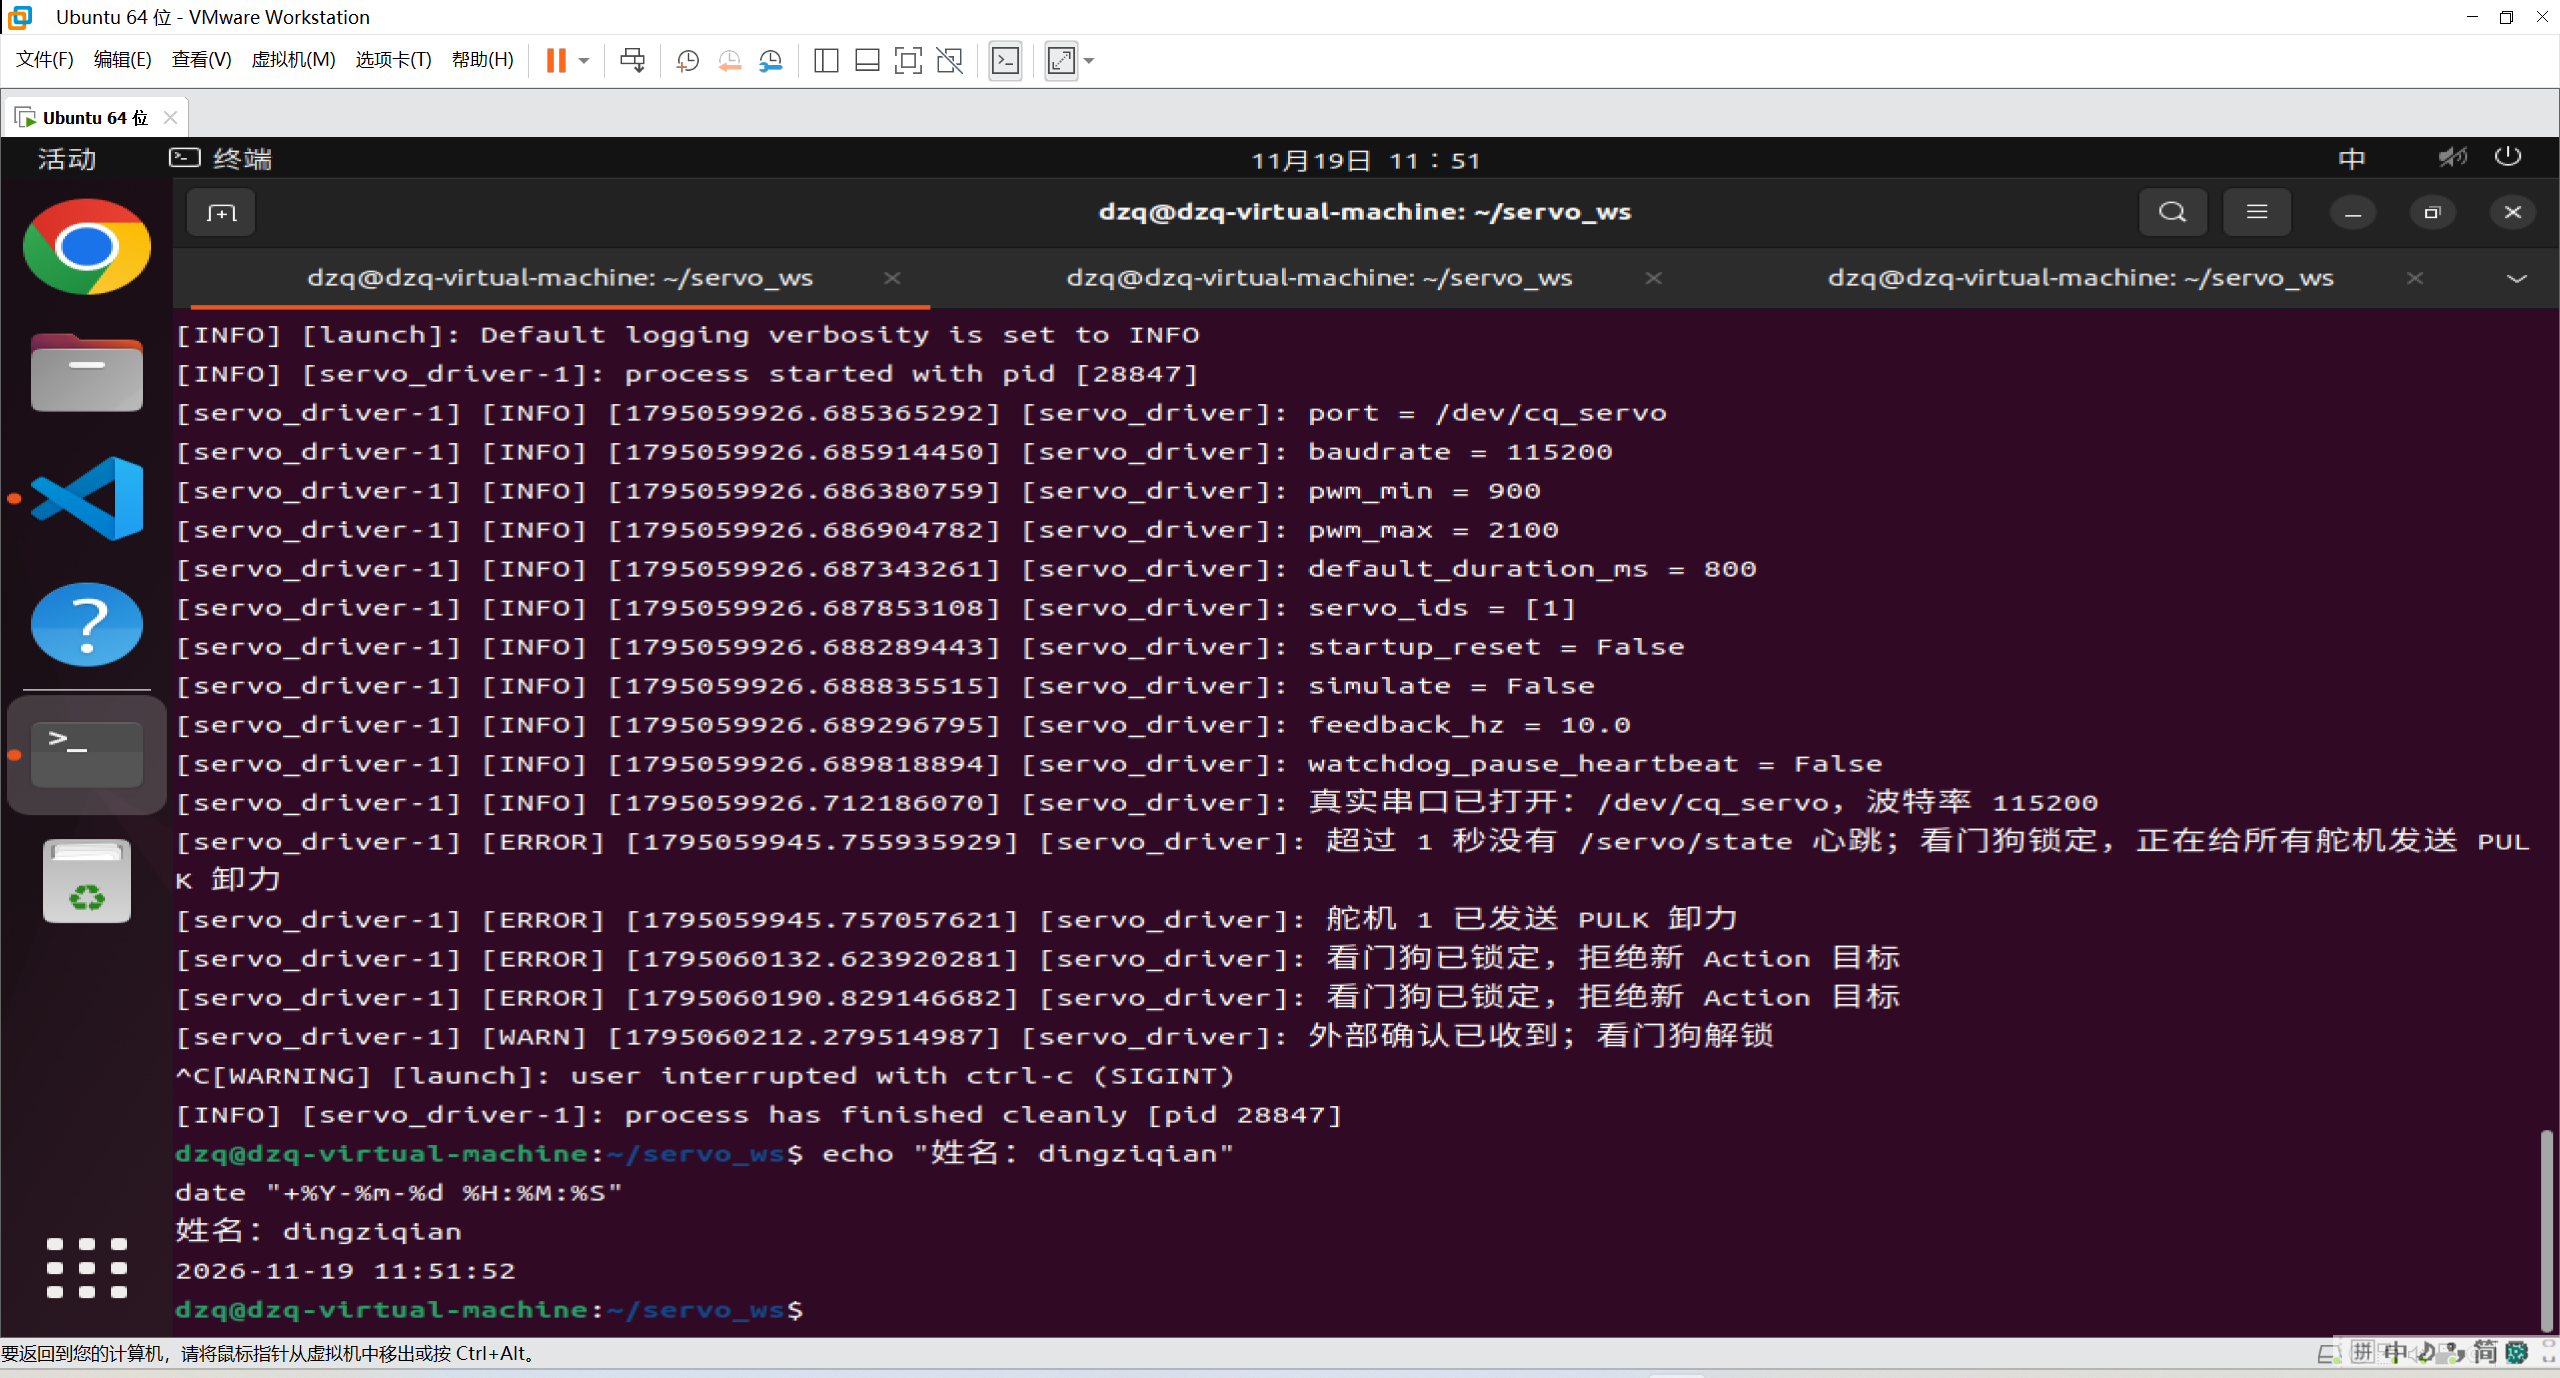 Ubuntu 64 位 - VMware Workstation
文件(F) 编辑(E) 查看(V) 虚拟机(M) 选项卡(T) 帮助(H)
Ubuntu 64 位
活动 终端 11月19日 11：51 中
dzq@dzq-virtual-machine: ~/servo_ws
dzq@dzq-virtual-machine: ~/servo_ws dzq@dzq-virtual-machine: ~/servo_ws dzq@dzq-virtual-machine: ~/servo_ws
[INFO] [launch]: Default logging verbosity is set to INFO
[INFO] [servo_driver-1]: process started with pid [28847]
[servo_driver-1] [INFO] [1795059926.685365292] [servo_driver]: port = /dev/cq_servo
[servo_driver-1] [INFO] [1795059926.685914450] [servo_driver]: baudrate = 115200
[servo_driver-1] [INFO] [1795059926.686380759] [servo_driver]: pwm_min = 900
[servo_driver-1] [INFO] [1795059926.686904782] [servo_driver]: pwm_max = 2100
[servo_driver-1] [INFO] [1795059926.687343261] [servo_driver]: default_duration_ms = 800
[servo_driver-1] [INFO] [1795059926.687853108] [servo_driver]: servo_ids = [1]
[servo_driver-1] [INFO] [1795059926.688289443] [servo_driver]: startup_reset = False
[servo_driver-1] [INFO] [1795059926.688835515] [servo_driver]: simulate = False
[servo_driver-1] [INFO] [1795059926.689296795] [servo_driver]: feedback_hz = 10.0
[servo_driver-1] [INFO] [1795059926.689818894] [servo_driver]: watchdog_pause_heartbeat = False
[servo_driver-1] [INFO] [1795059926.712186070] [servo_driver]: 真实串口已打开：/dev/cq_servo，波特率 115200
[servo_driver-1] [ERROR] [1795059945.755935929] [servo_driver]: 超过 1 秒没有 /servo/state 心跳；看门狗锁定，正在给所有舵机发送 PUL
K 卸力
[servo_driver-1] [ERROR] [1795059945.757057621] [servo_driver]: 舵机 1 已发送 PULK 卸力
[servo_driver-1] [ERROR] [1795060132.623920281] [servo_driver]: 看门狗已锁定，拒绝新 Action 目标
[servo_driver-1] [ERROR] [1795060190.829146682] [servo_driver]: 看门狗已锁定，拒绝新 Action 目标
[servo_driver-1] [WARN] [1795060212.279514987] [servo_driver]: 外部确认已收到；看门狗解锁
^C[WARNING] [launch]: user interrupted with ctrl-c (SIGINT)
[INFO] [servo_driver-1]: process has finished cleanly [pid 28847]
dzq@dzq-virtual-machine:~/servo_ws$ echo "姓名：dingziqian"
date "+%Y-%m-%d %H:%M:%S"
姓名：dingziqian
2026-11-19 11:51:52
dzq@dzq-virtual-machine:~/servo_ws$
要返回到您的计算机，请将鼠标指针从虚拟机中移出或按 Ctrl+Alt。
拼 中 简